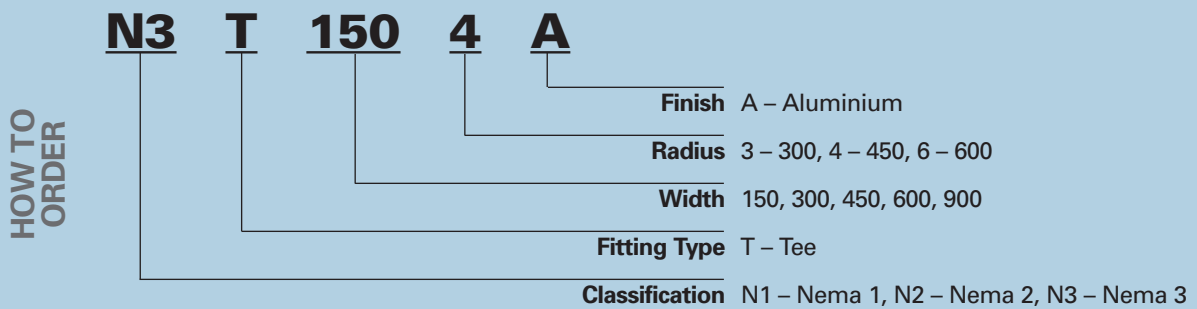 N3 T 150 4 A
HOW TO
ORDER
Finish A – Aluminium
Radius 3 – 300, 4 – 450, 6 – 600
Width 150, 300, 450, 600, 900
Fitting Type T – Tee
Classification N1 – Nema 1, N2 – Nema 2, N3 – Nema 3